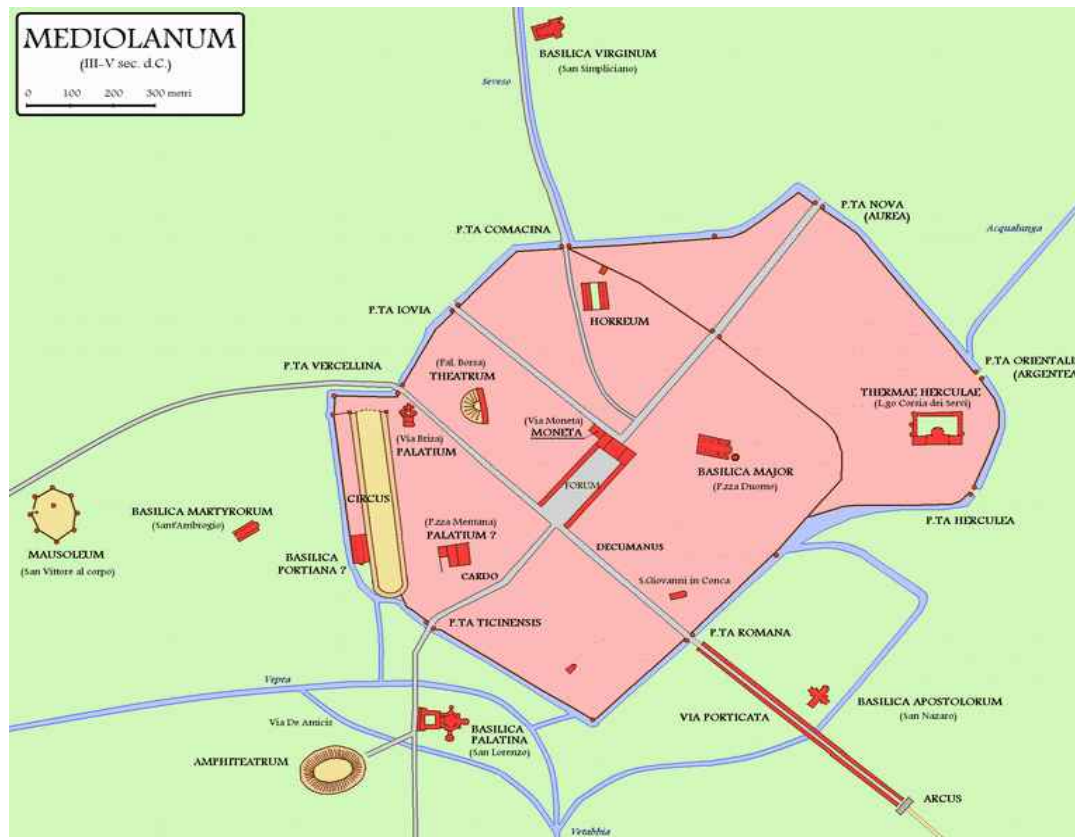 MEDIOLANUM
(III-V sec. d.C.)
0 100 200 300 metri
BASILICA VIRGINUM
(San Simpliciano)
Seveso
P.TA NOVA
(AUREA)
P.TA COMACINA
Acqualunga
P.TA IOVIA
HORREUM
P.TA VERCELLINA
(Pal. Borsa)
THEATRUM
P.TA ORIENTALIS
(ARGENTEA)
THERMAE HERCULAE
(L.go Corsia dei Servi)
(Via Moneta)
MONETA
(Via Briza)
PALATIUM
BASILICA MAJOR
(P.zza Duomo)
FORUM
CIRCUS
BASILICA MARTYRORUM
(Sant'Ambrogio)
P.TA HERCULEA
(P.zza Mentana)
PALATIUM ?
MAUSOLEUM
(San Vittore al corpo)
DECUMANUS
BASILICA
PORTIANA ?
CARDO
S.Giovanni in Conca
P.TA TICINENSIS
P.TA ROMANA
Vepra
BASILICA APOSTOLORUM
(San Nazaro)
VIA PORTICATA
Via De Amicis
BASILICA
PALATINA
(San Lorenzo)
AMPHITEATRUM
ARCUS
Vetabbia